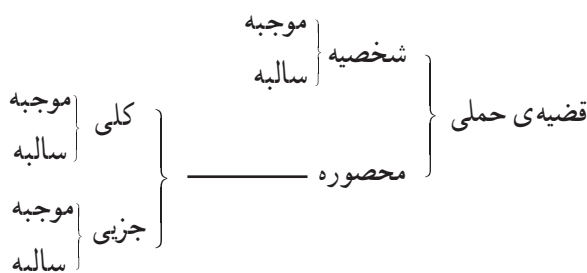 قضیه‌ی حملی
شخصیه
موجبه
سالبه
محصوره
کلی
موجبه
سالبه
جزیی
موجبه
سالبه